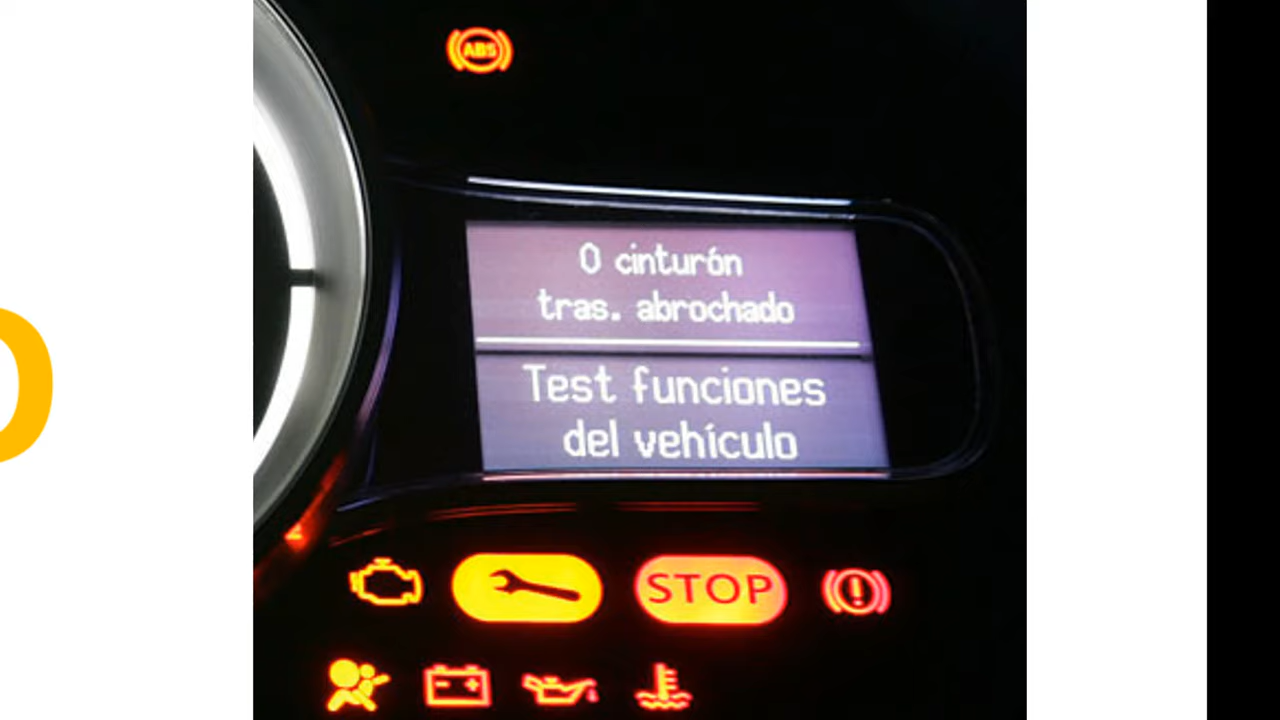 ABS
0 cinturón
tras. abrochado
Test funciones
del vehículo
STOP